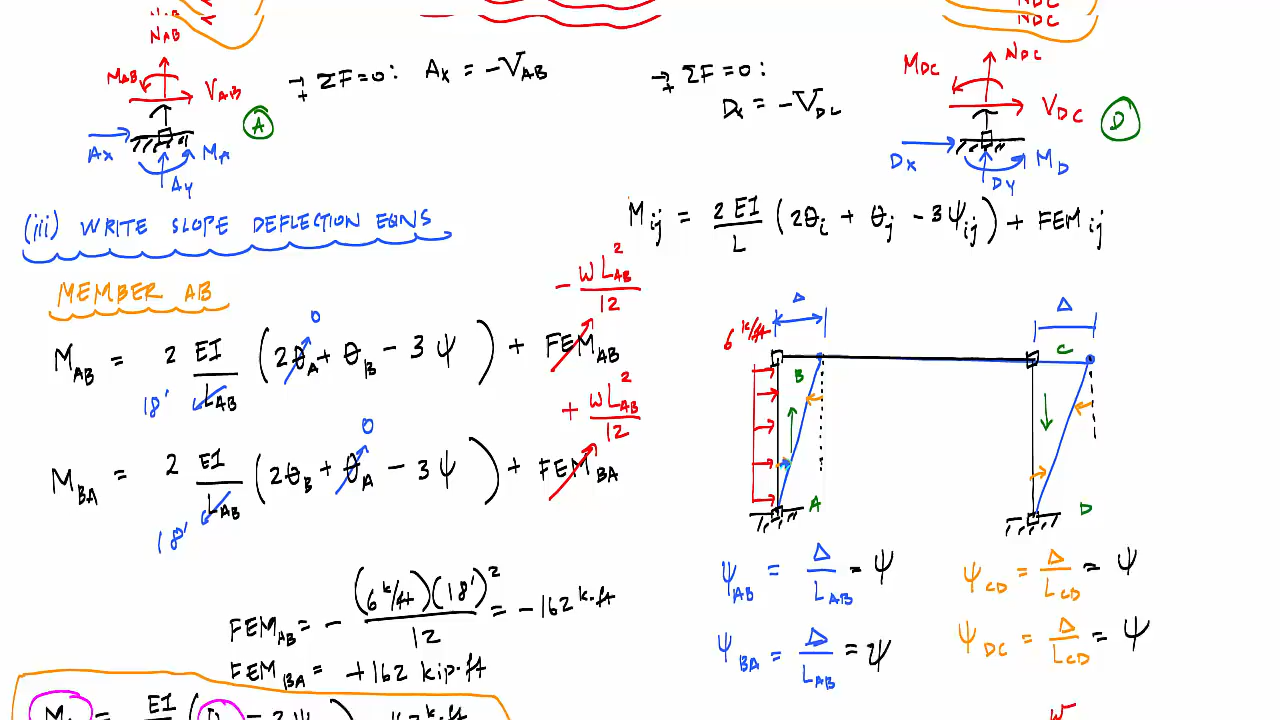 NDC
NAB
MAB
VAB
A
Ax
MA
Ay
→+ ΣF=0: Ax = -VAB
→+ ΣF=0:
Dx = -VDC
MDC
NDC
VDC
D
Dx
MD
Dy
(iii) WRITE SLOPE DEFLECTION EQNS
Mij = 2EI/L (2θi + θj - 3ψij) + FEMij
MEMBER AB
- wLAB²/12
MAB = 2 EI/LAB (2θA + θB - 3ψ) + FEMAB
0
18'
+ wLAB²/12
MBA = 2 EI/LAB (2θB + θA - 3ψ) + FEMBA
0
18'
FEMAB = - (6 k/ft)(18')²/12 = -162 k·ft
FEMBA = +162 kip·ft
6 k/ft
Δ
Δ
B
C
A
D
ψAB = Δ/LAB = ψ
ψBA = Δ/LAB = ψ
ψCD = Δ/LCD = ψ
ψDC = Δ/LCD = ψ